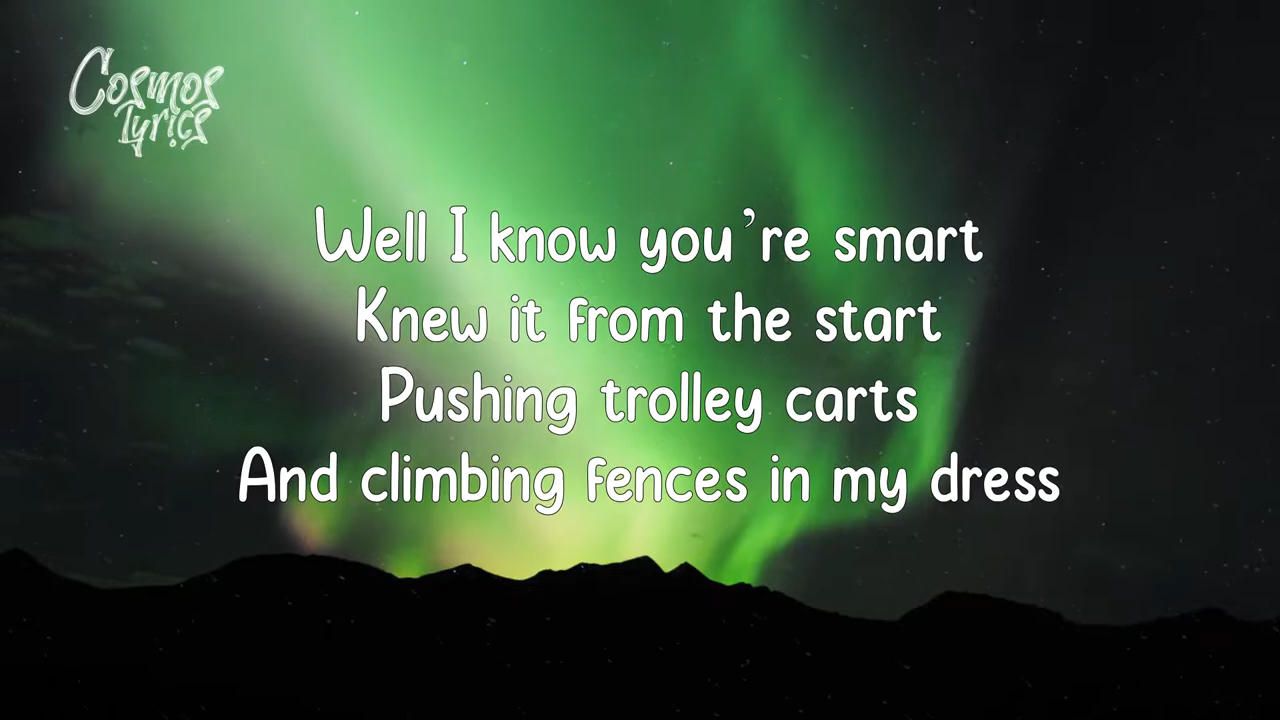 Cosmos
Lyrics
Well I know you’re smart
Knew it from the start
Pushing trolley carts
And climbing fences in my dress